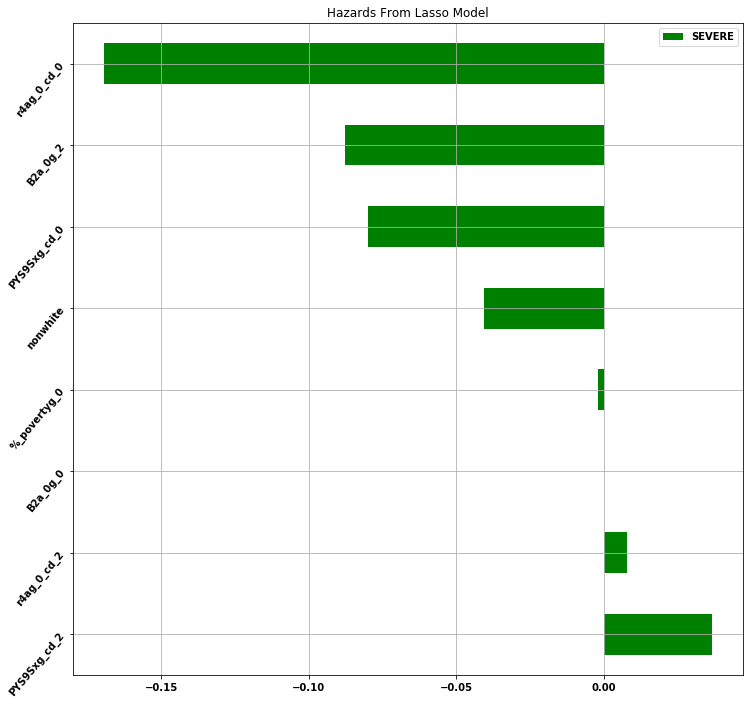 Hazards From Lasso Model
SEVERE
r4ag_0_cd_0
B2a_0g_2
PYS9Sxg_cd_0
nonwhite
%_povertyg_0
B2a_0g_0
r4ag_0_cd_2
PYS9Sxg_cd_2
−0.15
−0.10
−0.05
0.00